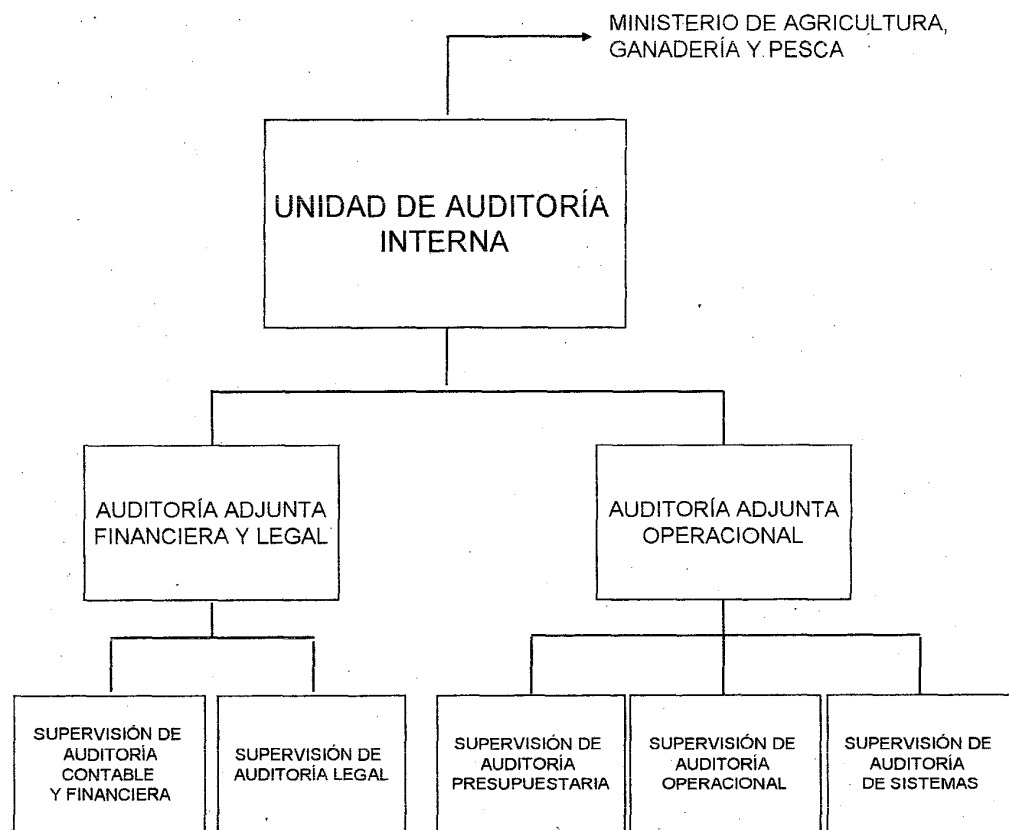 MINISTERIO DE AGRICULTURA,
GANADERÍA Y PESCA
UNIDAD DE AUDITORÍA
INTERNA
AUDITORÍA ADJUNTA
FINANCIERA Y LEGAL
AUDITORÍA ADJUNTA
OPERACIONAL
SUPERVISIÓN DE
AUDITORÍA
CONTABLE
Y FINANCIERA
SUPERVISIÓN DE
AUDITORÍA LEGAL
SUPERVISIÓN DE
AUDITORÍA
PRESUPUESTARIA
SUPERVISIÓN DE
AUDITORÍA
OPERACIONAL
SUPERVISIÓN DE
AUDITORÍA
DE SISTEMAS